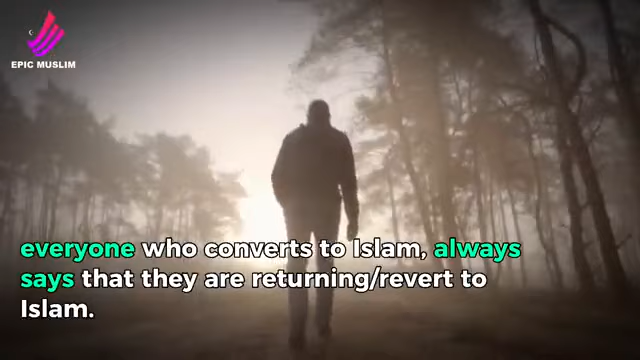 EPIC MUSLIM
everyone who converts to Islam, always
says that they are returning/revert to
Islam.